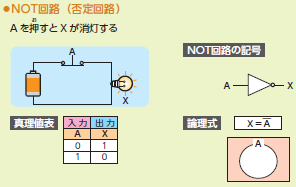 ●NOT回路（否定回路）
お
Aを押すとXが消灯する
A
X
NOT回路の記号
A X
真理値表
入力 出力
A X
0 1
1 0
論理式
X=A̅
A